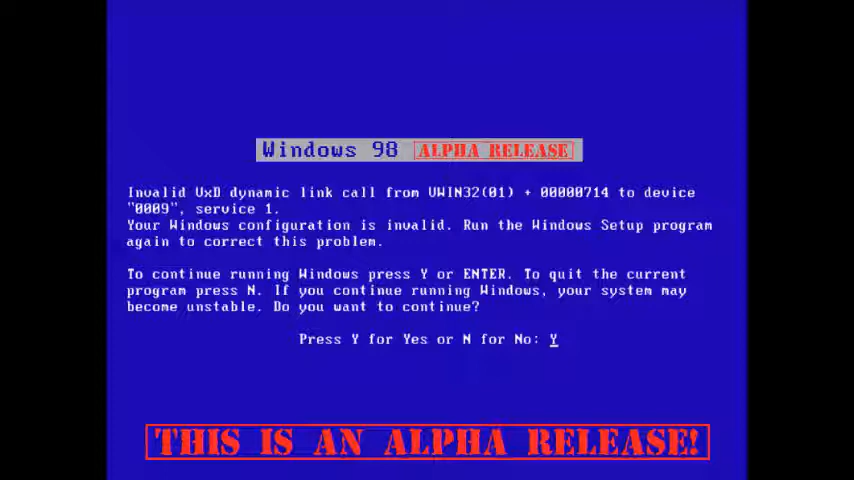 Windows 98 ALPHA RELEASE
Invalid VxD dynamic link call from VWIN32(01) + 00000714 to device
"0009", service 1.
Your Windows configuration is invalid. Run the Windows Setup program
again to correct this problem.
To continue running Windows press Y or ENTER. To quit the current
program press N. If you continue running Windows, your system may
become unstable. Do you want to continue?
Press Y for Yes or N for No: Y
THIS IS AN ALPHA RELEASE!